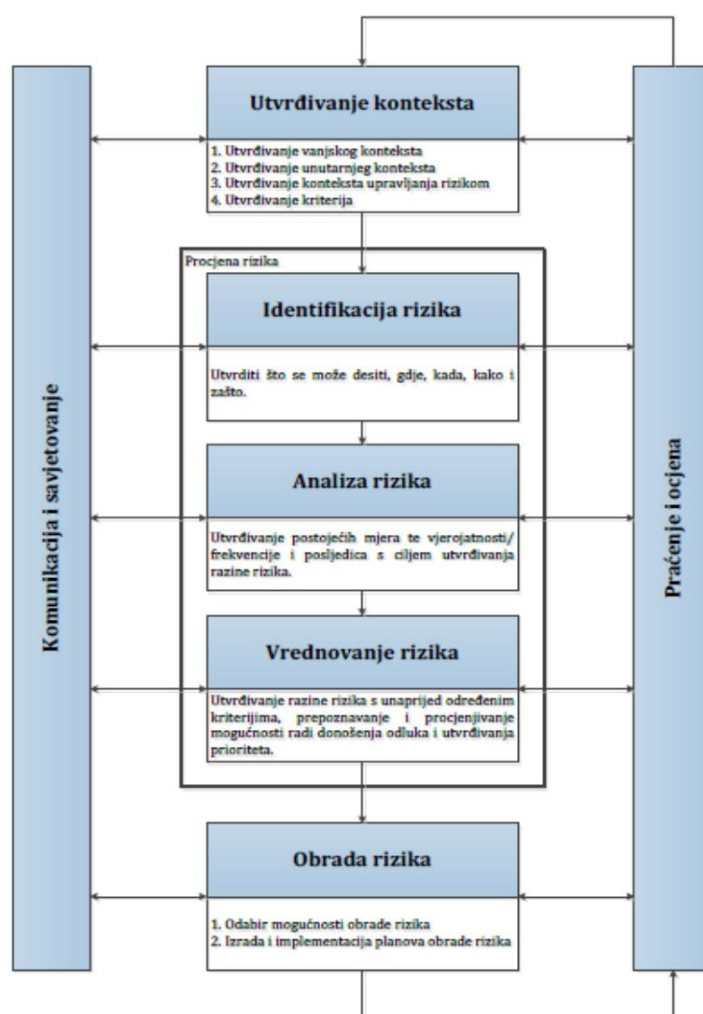 Utvrđivanje konteksta
1. Utvrđivanje vanjskog konteksta
2. Utvrđivanje unutarnjeg konteksta
3. Utvrđivanje konteksta upravljanja rizikom
4. Utvrđivanje kriterija
Procjena rizika
Identifikacija rizika
Utvrditi što se može desiti, gdje, kada, kako i
zašto.
Analiza rizika
Utvrđivanje postojećih mjera te vjerojatnosti/
frekvencije i posljedica s ciljem utvrđivanja
razine rizika.
Vrednovanje rizika
Utvrđivanje razine rizika s unaprijed određenim
kriterijima, prepoznavanje i procjenjivanje
mogućnosti radi donošenja odluka i utvrđivanja
prioriteta.
Obrada rizika
1. Odabir mogućnosti obrade rizika
2. Izrada i implementacija planova obrade rizika
Komunikacija i savjetovanje
Praćenje i ocjena